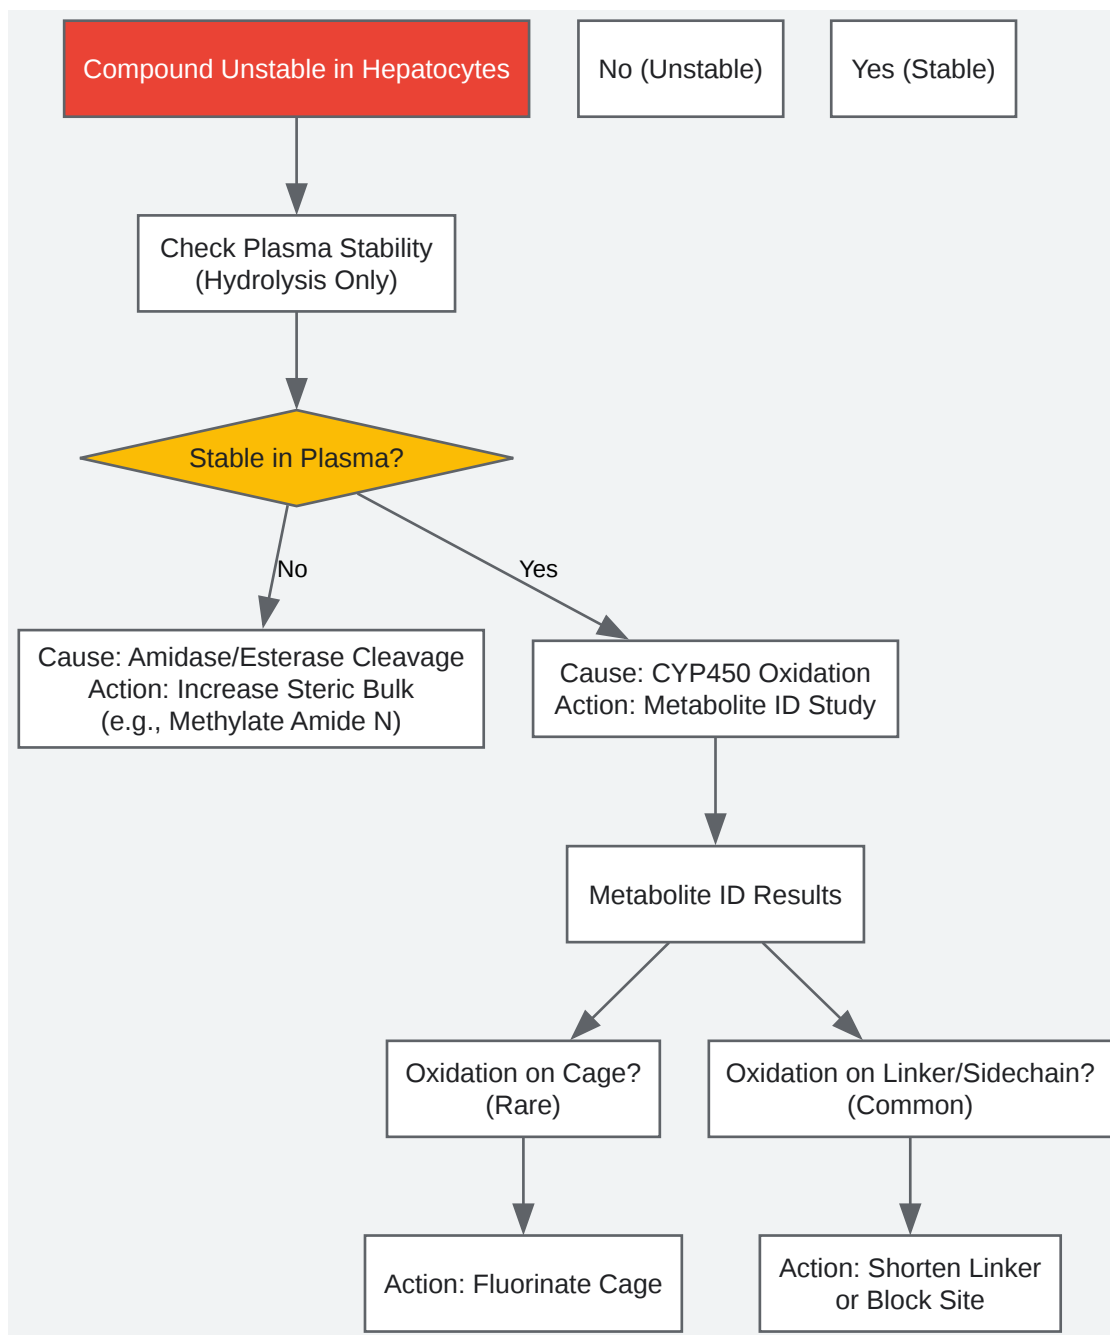 Compound Unstable in Hepatocytes
No (Unstable)
Yes (Stable)
Check Plasma Stability
(Hydrolysis Only)
Stable in Plasma?
No
Yes
Cause: Amidase/Esterase Cleavage
Action: Increase Steric Bulk
(e.g., Methylate Amide N)
Cause: CYP450 Oxidation
Action: Metabolite ID Study
Metabolite ID Results
Oxidation on Cage?
(Rare)
Oxidation on Linker/Sidechain?
(Common)
Action: Fluorinate Cage
Action: Shorten Linker
or Block Site